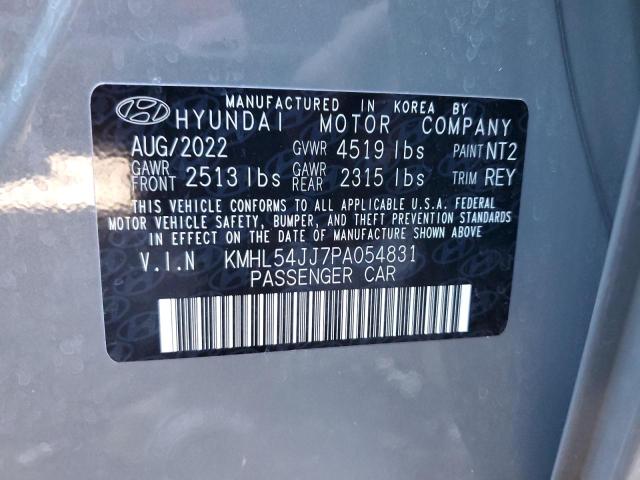 MANUFACTURED IN KOREA BY
HYUNDAI MOTOR COMPANY
AUG/2022 GVWR 4519 lbs PAINT NT2
GAWR FRONT 2513 lbs GAWR REAR 2315 lbs TRIM REY
THIS VEHICLE CONFORMS TO ALL APPLICABLE U.S.A. FEDERAL
MOTOR VEHICLE SAFETY, BUMPER, AND THEFT PREVENTION STANDARDS
IN EFFECT ON THE DATE OF MANUFACTURE SHOWN ABOVE
V.I.N KMHL54JJ7PA054831
PASSENGER CAR